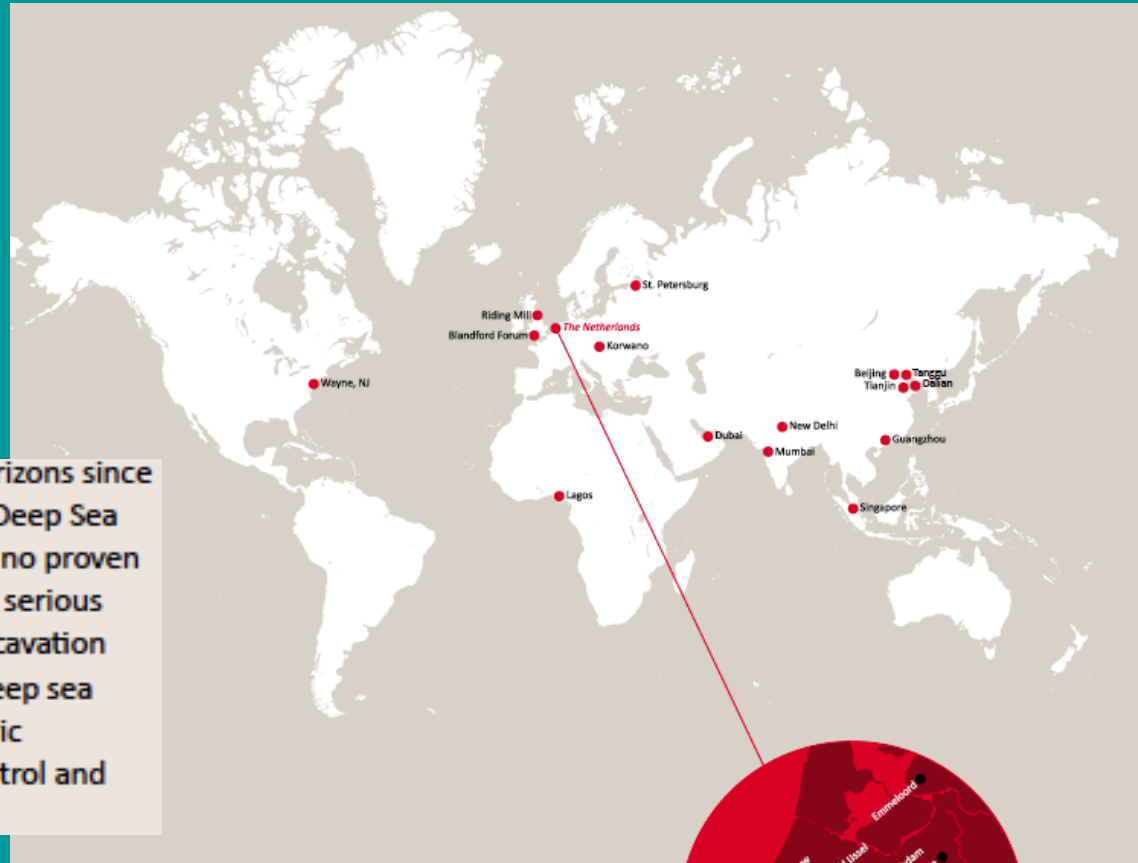 St. Petersburg
Riding Mill
The Netherlands
Blandford Forum
Korwano
Beijing
Tanggu
Tianjin
Dalian
Wayne, NJ
New Delhi
Dubai
Guangzhou
Mumbai
Lagos
Singapore
rizons since
Deep Sea
no proven
serious
cavation
eep sea
ic
trol and
Emmeloord
IJssel